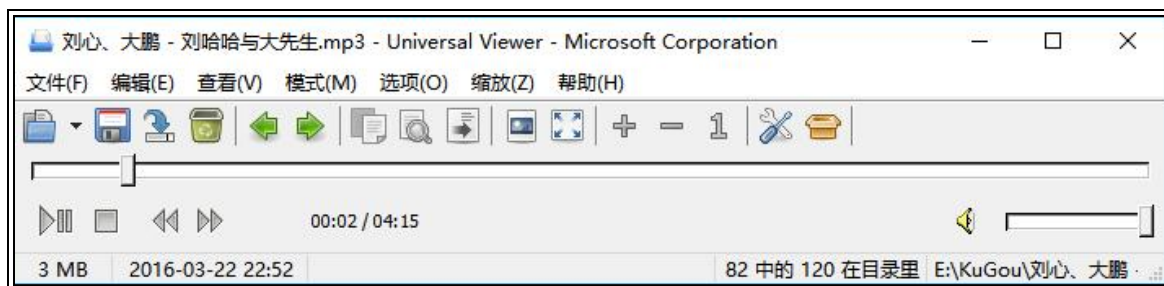 刘心、大鹏 - 刘哈哈与大先生.mp3 - Universal Viewer - Microsoft Corporation
文件(F) 编辑(E) 查看(V) 模式(M) 选项(O) 缩放(Z) 帮助(H)
1
00:02 / 04:15
3 MB 2016-03-22 22:52 82 中的 120 在目录里 E:\KuGou\刘心、大鹏 -